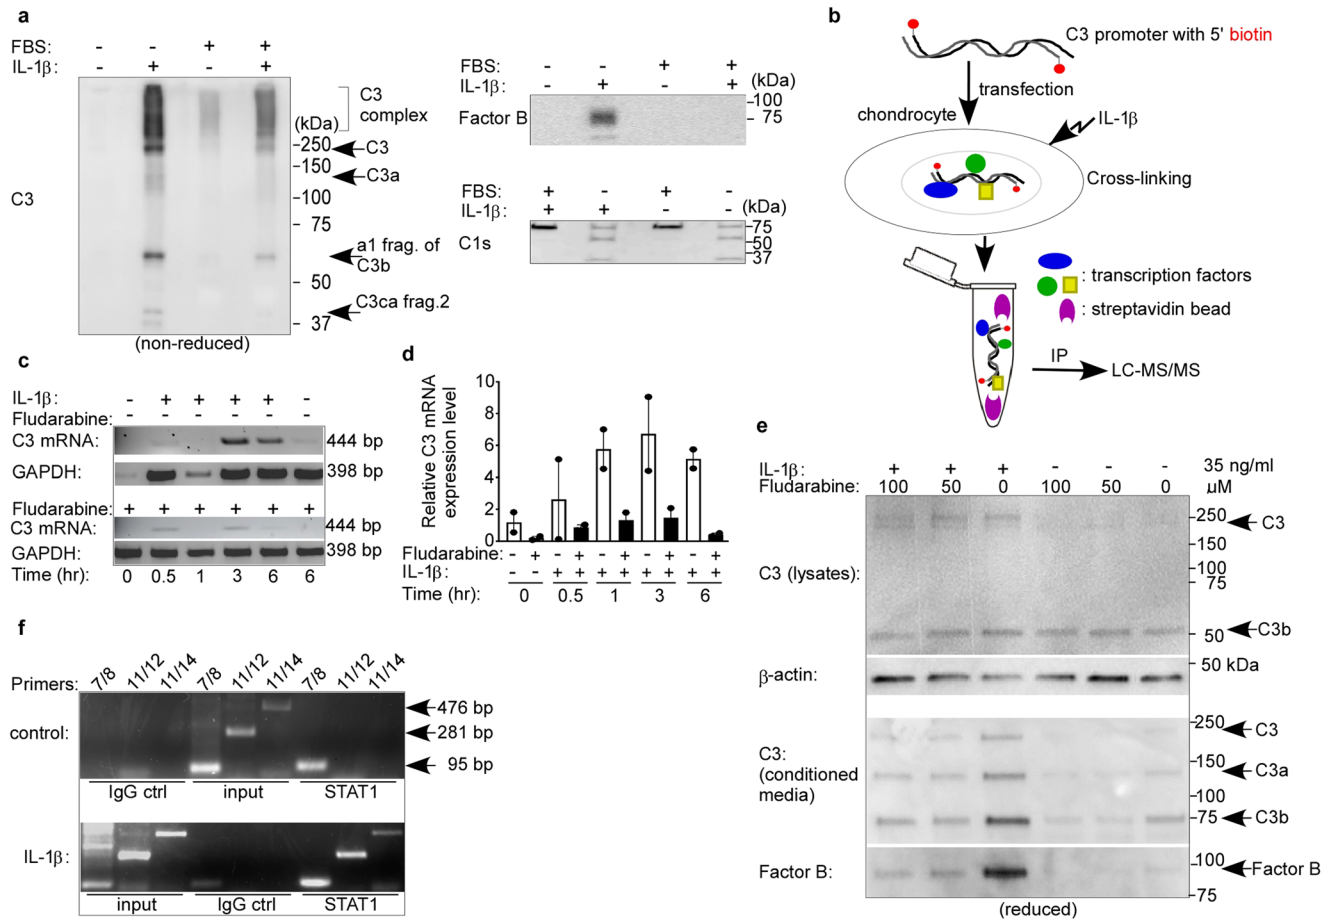 a
FBS: - - + +
IL-1β: - + - +
(kDa)
C3 complex
250
C3
150
C3a
C3
100
75
a1 frag. of C3b
50
C3ca frag.2
37
(non-reduced)
FBS: - - + +
IL-1β: - + - + (kDa)
Factor B
100
75
FBS: + - + -
IL-1β: + + - - (kDa)
C1s
75
50
37
b
C3 promoter with 5' biotin
transfection
chondrocyte
IL-1β
Cross-linking
: transcription factors
: streptavidin bead
IP
LC-MS/MS
c
IL-1β: - + + + + -
Fludarabine: - - - - - -
C3 mRNA: 444 bp
GAPDH: 398 bp
Fludarabine: + + + + + +
C3 mRNA: 444 bp
GAPDH: 398 bp
Time (hr): 0 0.5 1 3 6 6
d
Relative C3 mRNA
expression level
10
8
6
4
2
0
Fludarabine: - + - + - + - + - +
IL-1β: - - + + + + + + + +
Time (hr): 0 0.5 1 3 6
e
IL-1β: + + + - - - 35 ng/ml
Fludarabine: 100 50 0 100 50 0 μM
250
C3
150
C3 (lysates):
100
75
50
C3b
50 kDa
β-actin:
250
C3
C3:
(conditioned
media)
150
C3a
100
75
C3b
100
Factor B:
Factor B
75
(reduced)
f
Primers: 7/8 11/12 11/14 7/8 11/12 11/14 7/8 11/12 11/14
476 bp
control:
281 bp
95 bp
IgG ctrl input STAT1
IL-1β:
input IgG ctrl STAT1